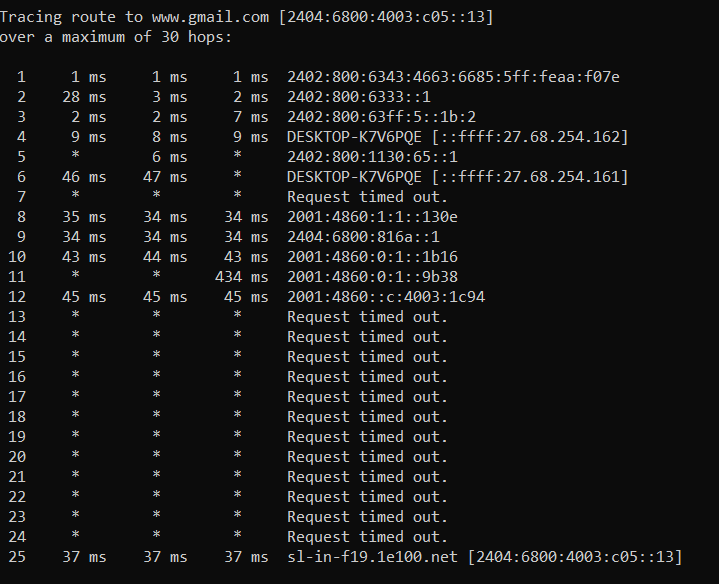 Tracing route to www.gmail.com [2404:6800:4003:c05::13]
over a maximum of 30 hops:
1 1 ms 1 ms 1 ms 2402:800:6343:4663:6685:5ff:feaa:f07e
2 28 ms 3 ms 2 ms 2402:800:6333::1
3 2 ms 2 ms 7 ms 2402:800:63ff:5::1b:2
4 9 ms 8 ms 9 ms DESKTOP-K7V6PQE [::ffff:27.68.254.162]
5 * 6 ms * 2402:800:1130:65::1
6 46 ms 47 ms * DESKTOP-K7V6PQE [::ffff:27.68.254.161]
7 * * * Request timed out.
8 35 ms 34 ms 34 ms 2001:4860:1:1::130e
9 34 ms 34 ms 34 ms 2404:6800:816a::1
10 43 ms 44 ms 43 ms 2001:4860:0:1::1b16
11 * * 434 ms 2001:4860:0:1::9b38
12 45 ms 45 ms 45 ms 2001:4860::c:4003:1c94
13 * * * Request timed out.
14 * * * Request timed out.
15 * * * Request timed out.
16 * * * Request timed out.
17 * * * Request timed out.
18 * * * Request timed out.
19 * * * Request timed out.
20 * * * Request timed out.
21 * * * Request timed out.
22 * * * Request timed out.
23 * * * Request timed out.
24 * * * Request timed out.
25 37 ms 37 ms 37 ms sl-in-f19.1e100.net [2404:6800:4003:c05::13]